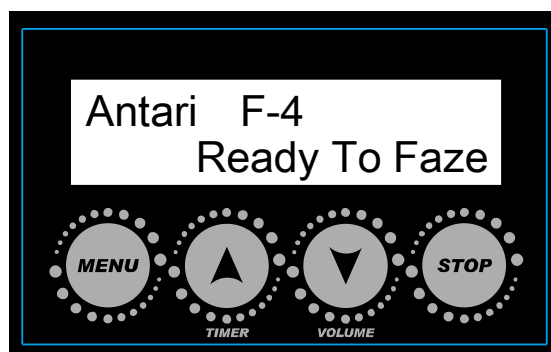 Antari F-4
Ready To Faze
MENU
STOP
TIMER
VOLUME